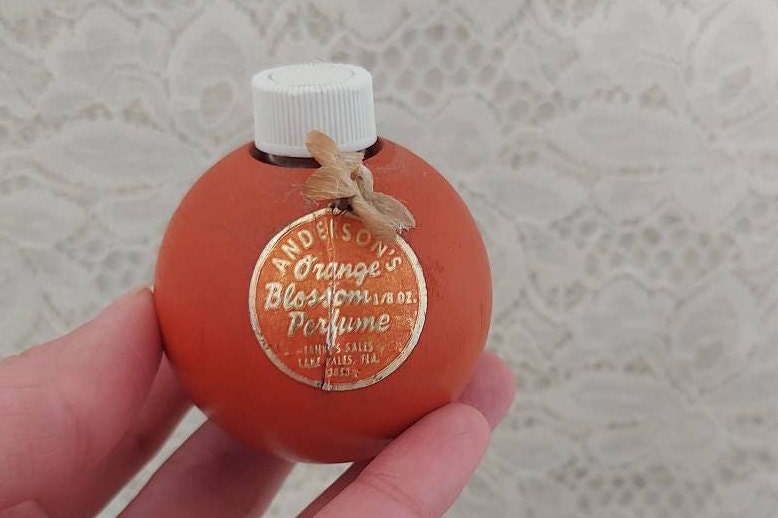 ANDERSON'S
Orange
Blossom 1/8 OZ.
Perfume
SALES
LAKE WALES, FLA.